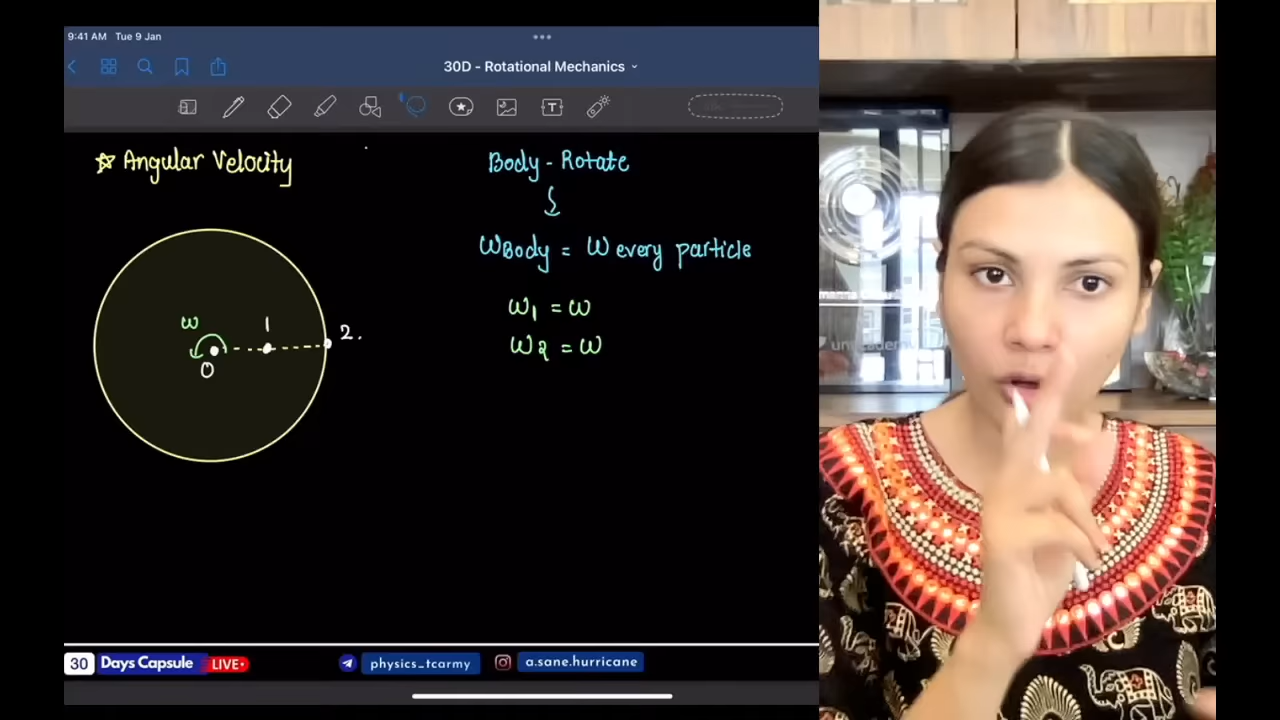 9:41 AM Tue 9 Jan
30D - Rotational Mechanics
☆ Angular Velocity
Body - Rotate
ωBody = ω every particle
ω1 = ω
ω2 = ω
ω
1
2.
O
30 Days Capsule LIVE
physics_tcarmy
a.sane.hurricane